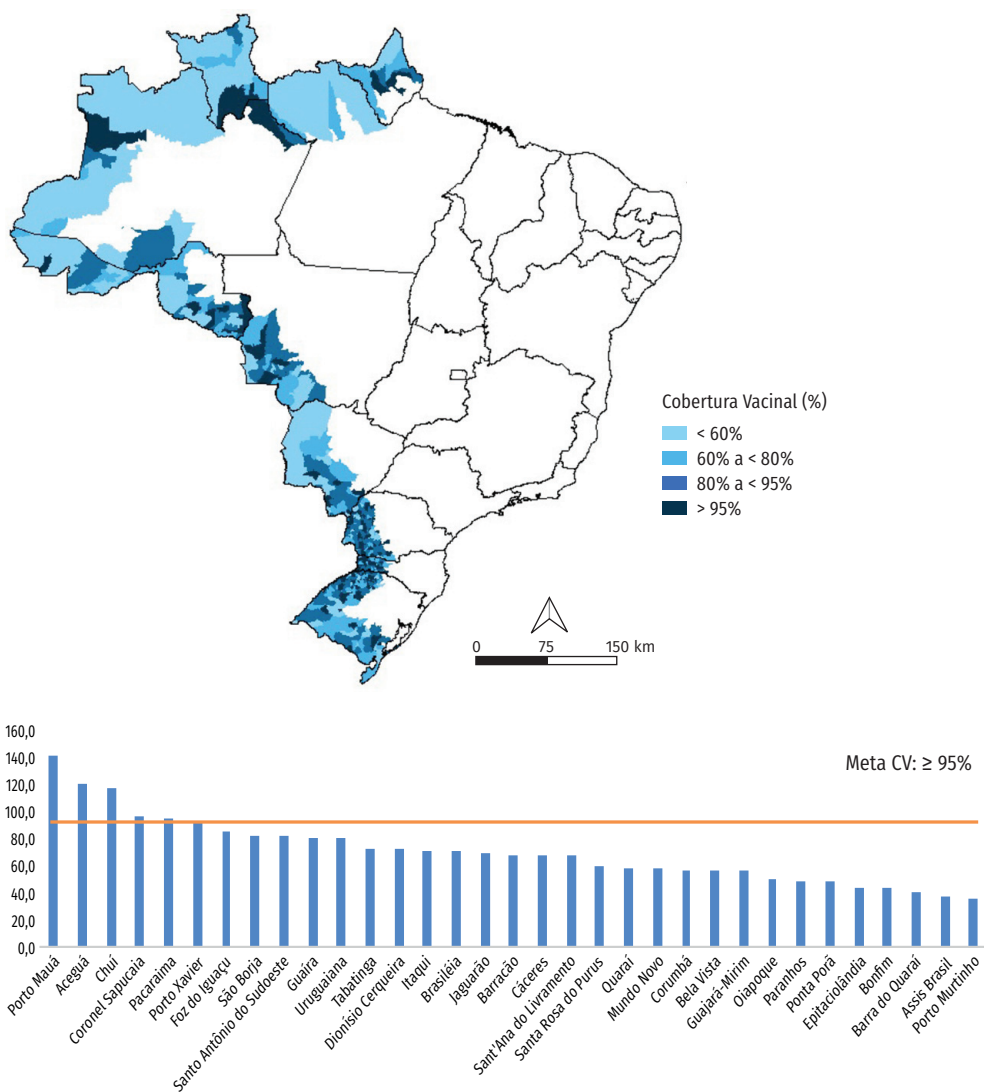 Cobertura Vacinal (%)
< 60%
60% a < 80%
80% a < 95%
> 95%
0 75 150 km
160,0
140,0
120,0
100,0
80,0
60,0
40,0
20,0
0,0
Meta CV: ≥ 95%
Porto Mauá
Aceguá
Chuí
Coronel Sapucaia
Pacaraima
Porto Xavier
Foz do Iguaçu
São Borja
Santo Antônio do Sudoeste
Guaíra
Uruguaiana
Tabatinga
Dionísio Cerqueira
Itaqui
Brasiléia
Jaguarão
Barracão
Cáceres
Sant'Ana do Livramento
Santa Rosa do Purus
Quaraí
Mundo Novo
Corumbá
Bela Vista
Guajará-Mirim
Oiapoque
Paranhos
Ponta Porã
Epitaciolândia
Bonfim
Barra do Quaraí
Assis Brasil
Porto Murtinho